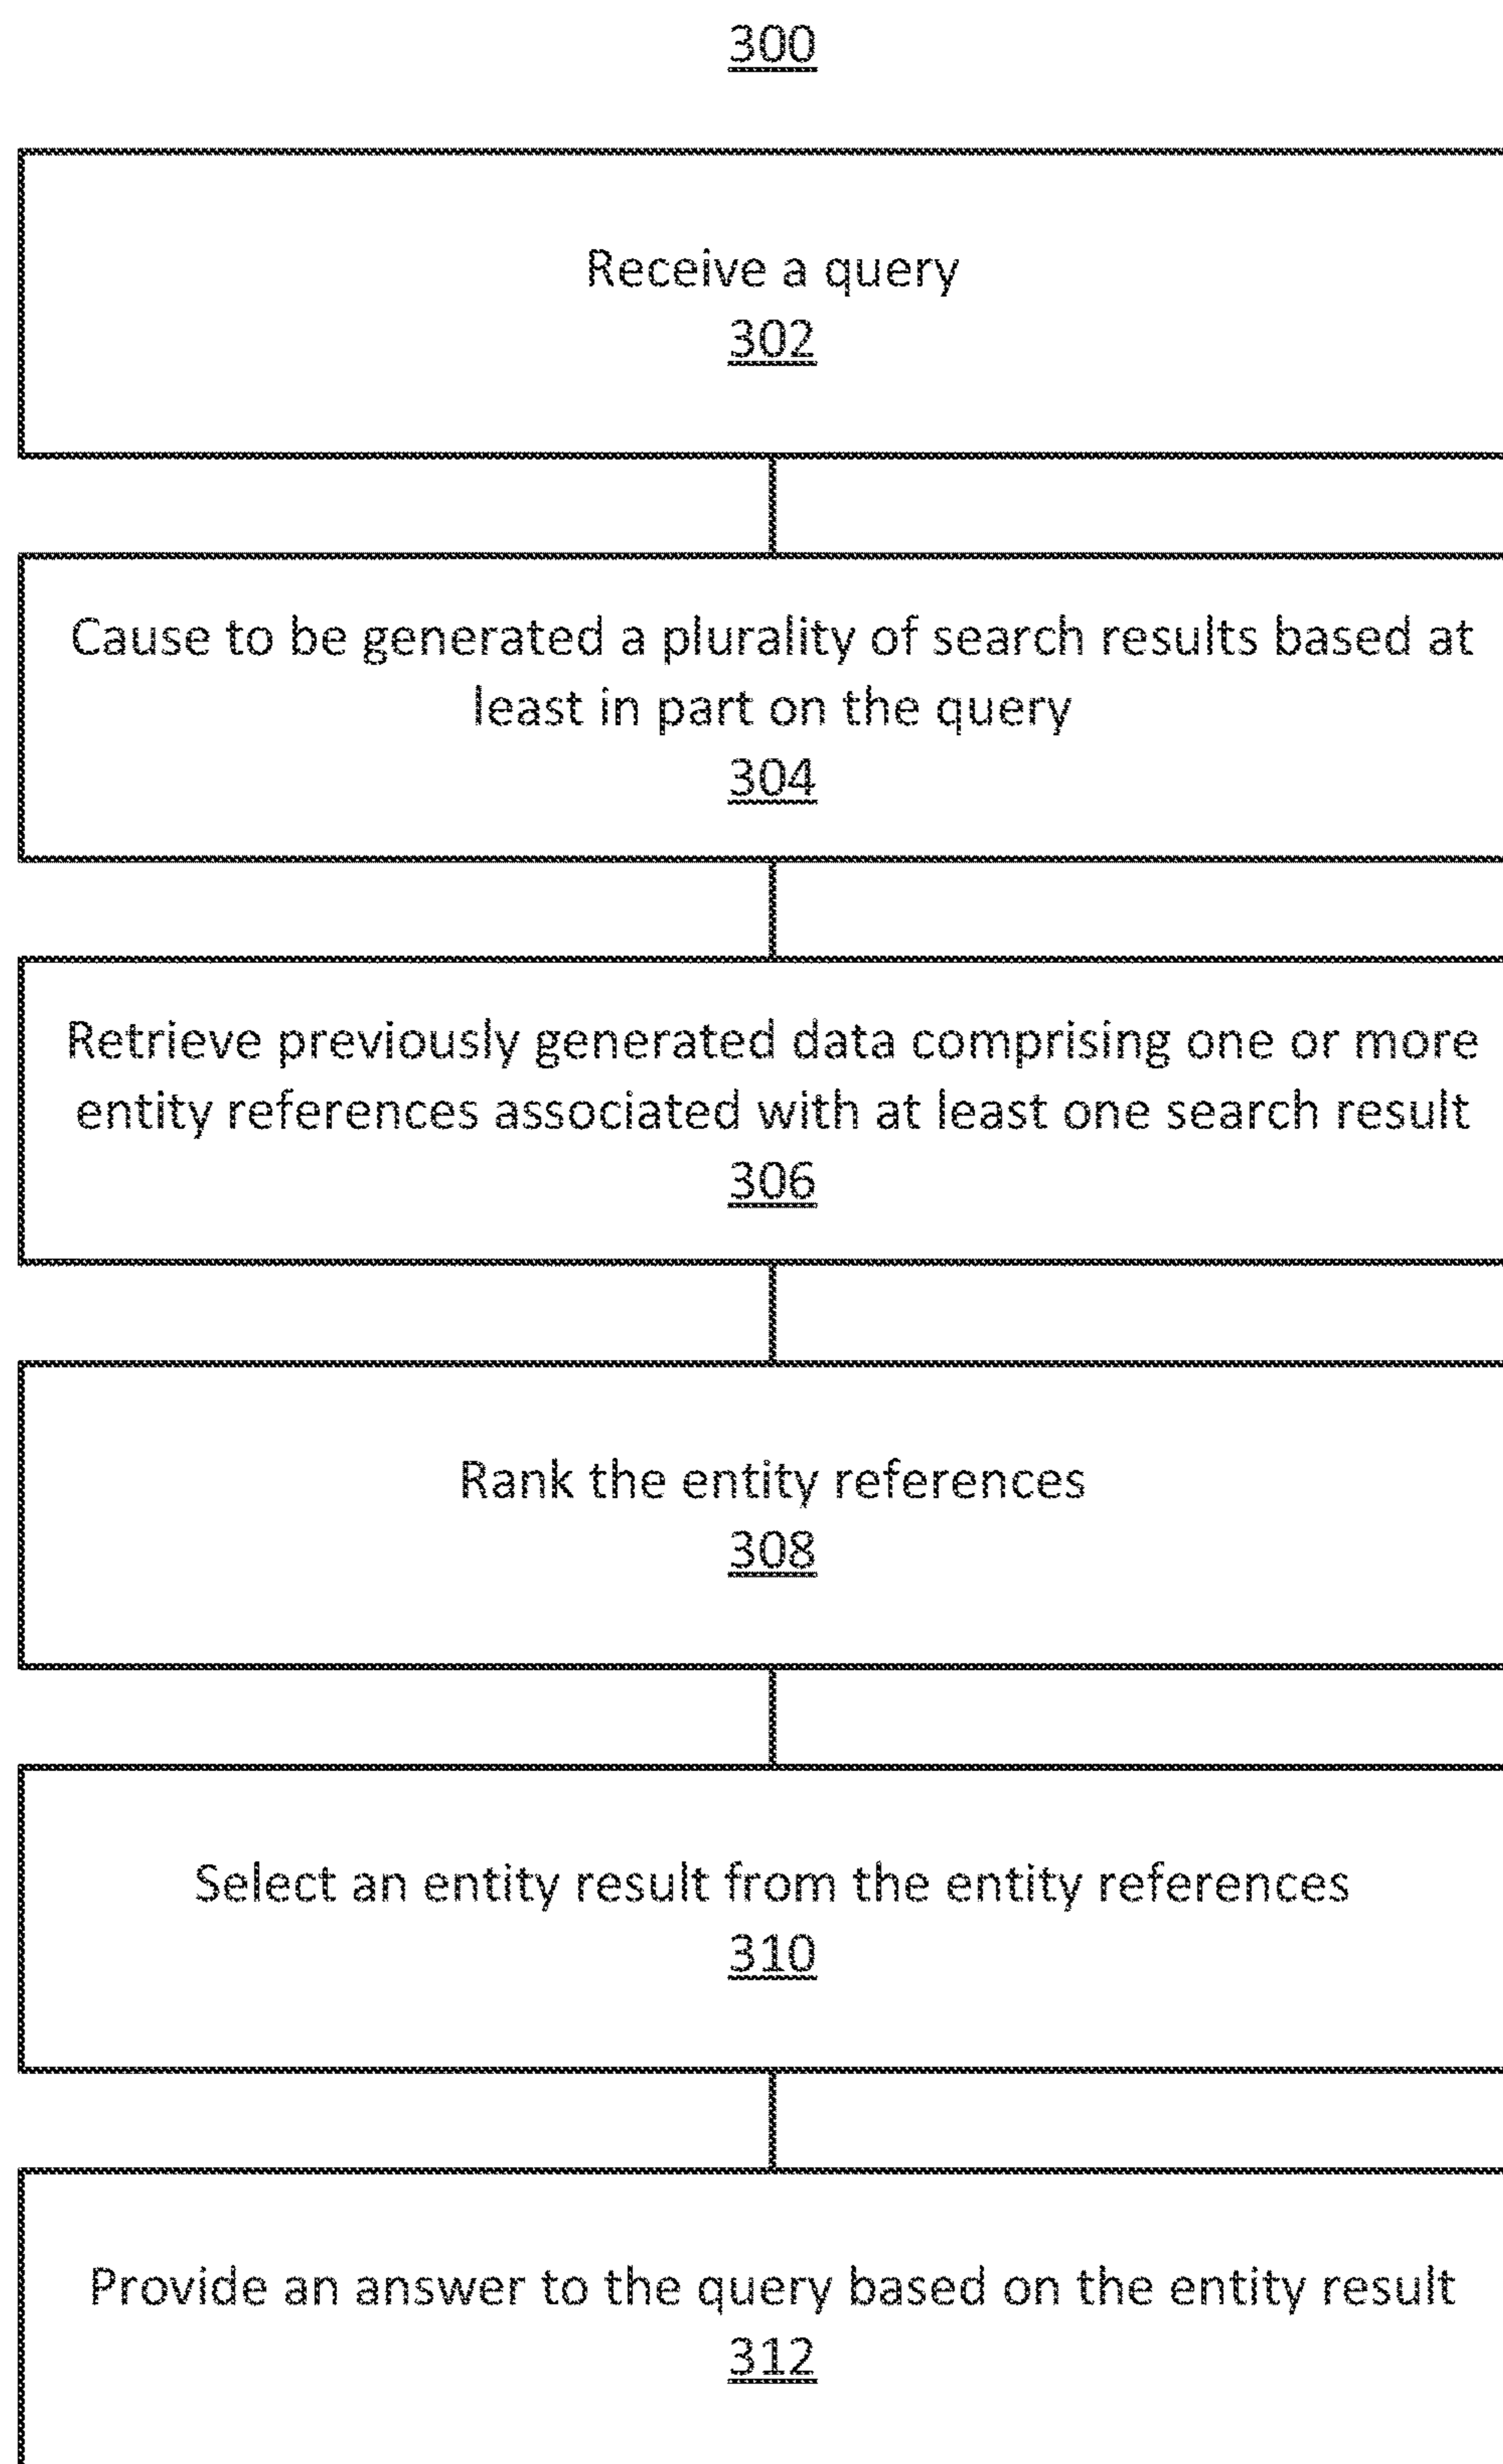 300
Receive a query
302
Cause to be generated a plurality of search results based at
least in part on the query
304
Retrieve previously generated data comprising one or more
entity references associated with at least one search result
306
Rank the entity references
308
Select an entity result from the entity references
310
Provide an answer to the query based on the entity result
312